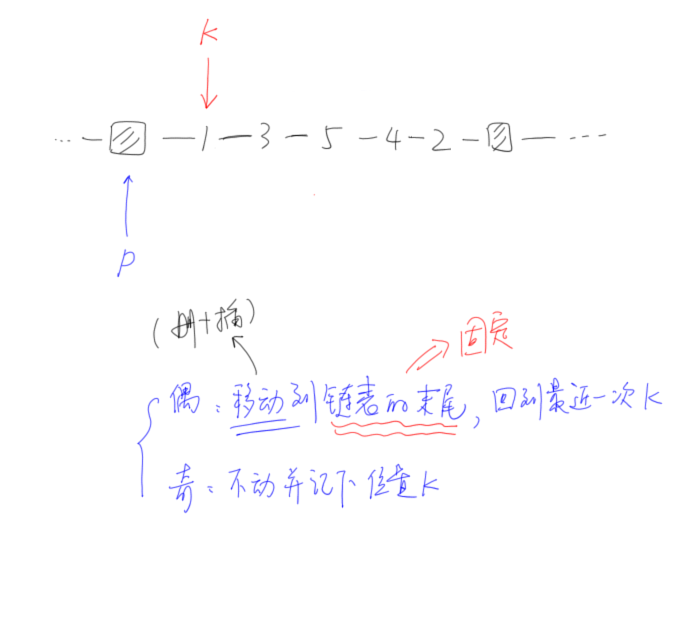 K
... — 1 — 3 — 5 — 4 — 2 — — ...
P
(删+插)
固定
偶：移动到链表的末尾，回到最近一次K
奇：不动并记下位置K